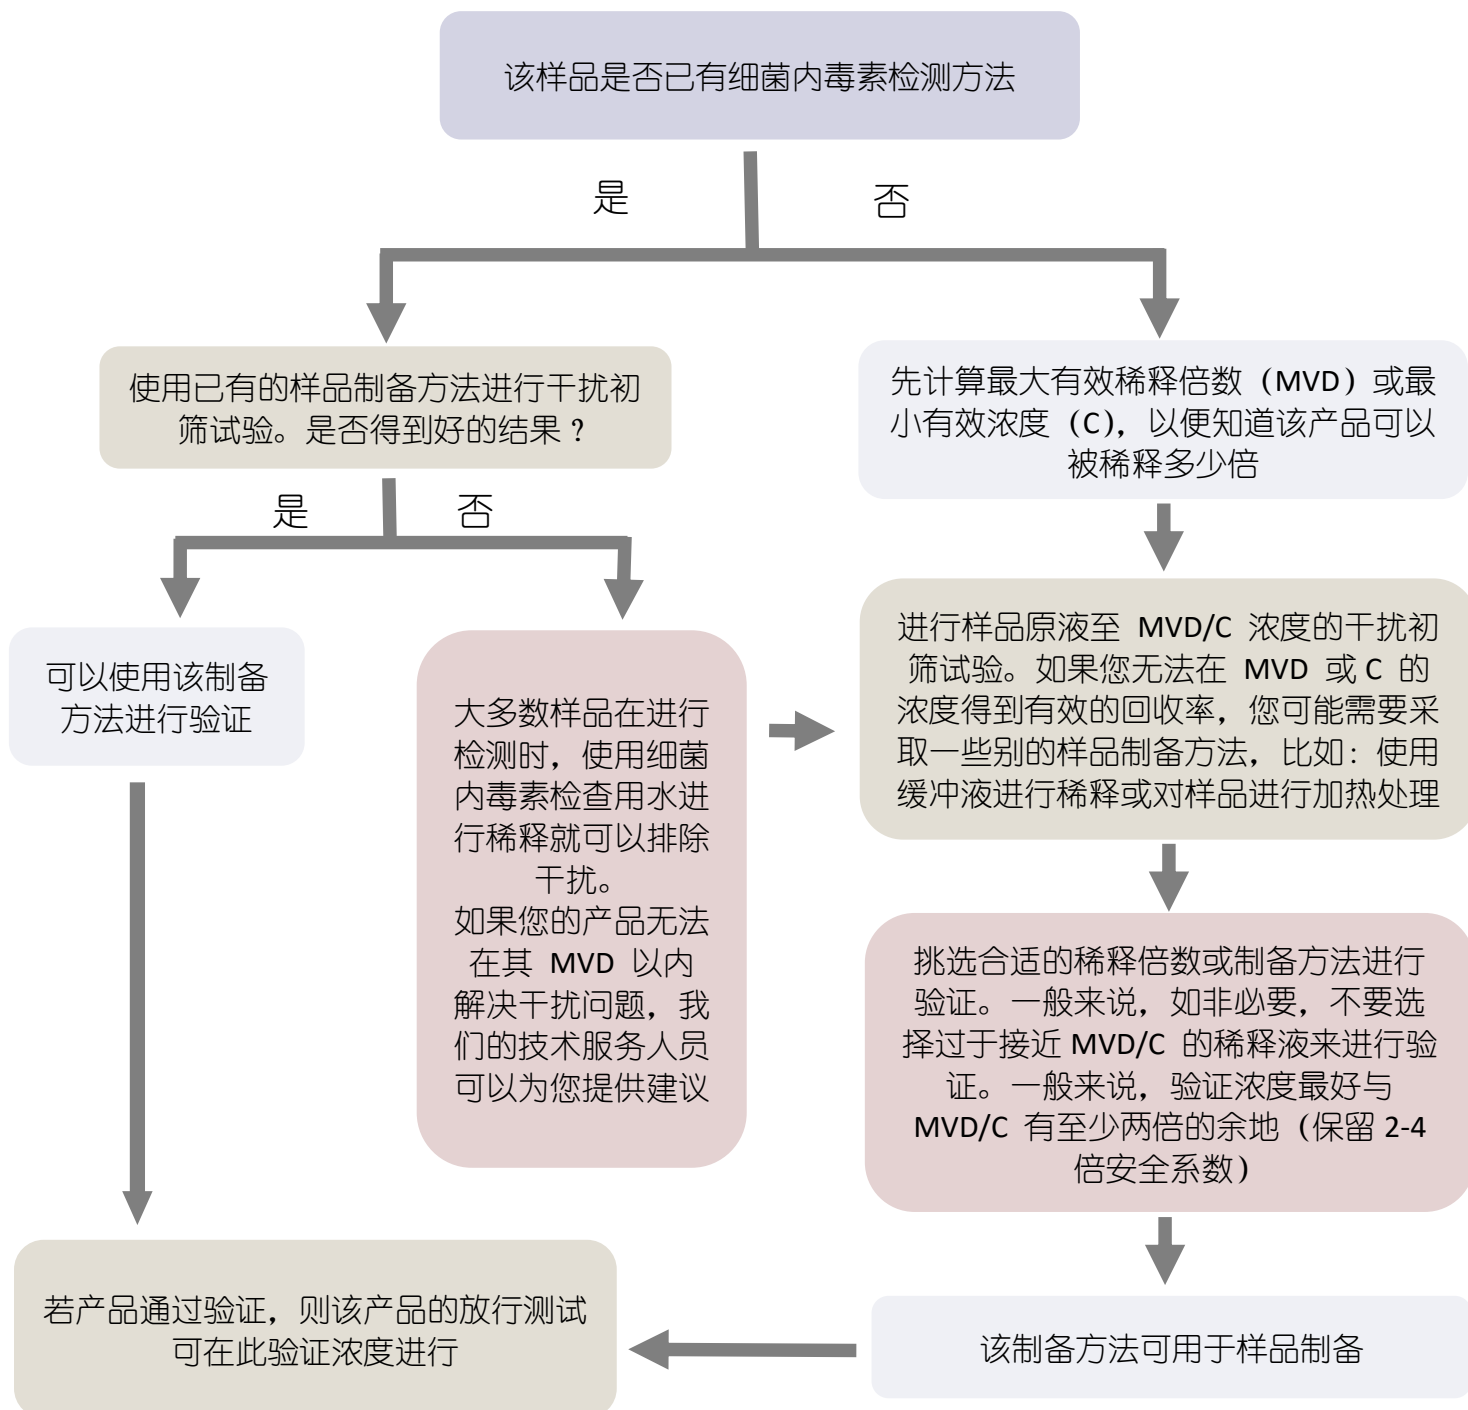 该样品是否已有细菌内毒素检测方法
是
否
使用已有的样品制备方法进行干扰初
筛试验。是否得到好的结果？
先计算最大有效稀释倍数（MVD）或最
小有效浓度（C），以便知道该产品可以
被稀释多少倍
是
否
可以使用该制备
方法进行验证
大多数样品在进行
检测时，使用细菌
内毒素检查用水进
行稀释就可以排除
干扰。
如果您的产品无法
在其 MVD 以内
解决干扰问题，我
们的技术服务人员
可以为您提供建议
进行样品原液至 MVD/C 浓度的干扰初
筛试验。如果您无法在 MVD 或 C 的
浓度得到有效的回收率，您可能需要采
取一些别的样品制备方法，比如：使用
缓冲液进行稀释或对样品进行加热处理
挑选合适的稀释倍数或制备方法进行
验证。一般来说，如非必要，不要选
择过于接近 MVD/C 的稀释液来进行验
证。一般来说，验证浓度最好与
MVD/C 有至少两倍的余地（保留 2-4
倍安全系数）
若产品通过验证，则该产品的放行测试
可在此验证浓度进行
该制备方法可用于样品制备